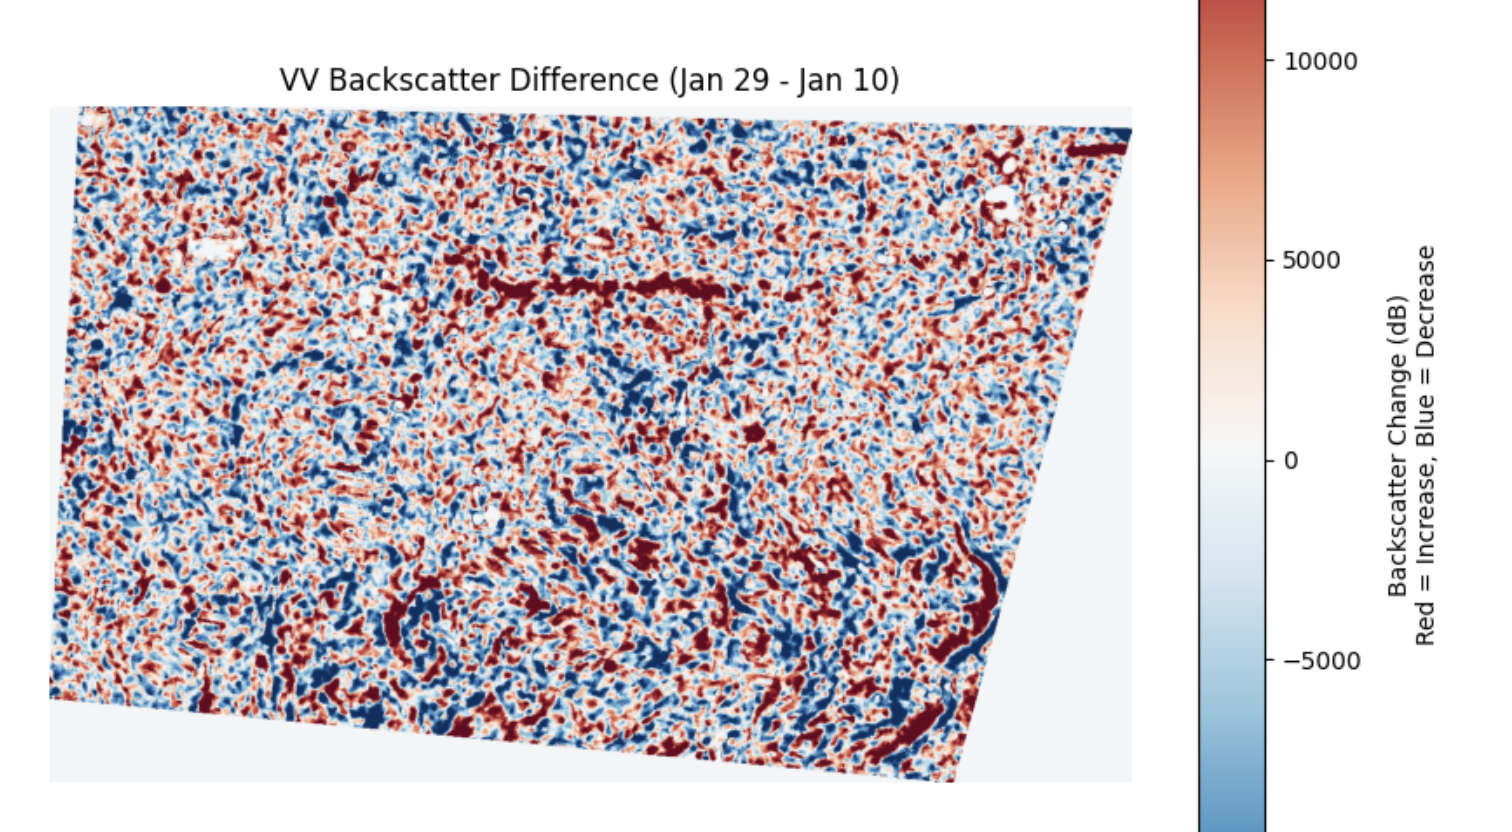 VV Backscatter Difference (Jan 29 - Jan 10)
10000
5000
0
−5000
Backscatter Change (dB)
Red = Increase, Blue = Decrease